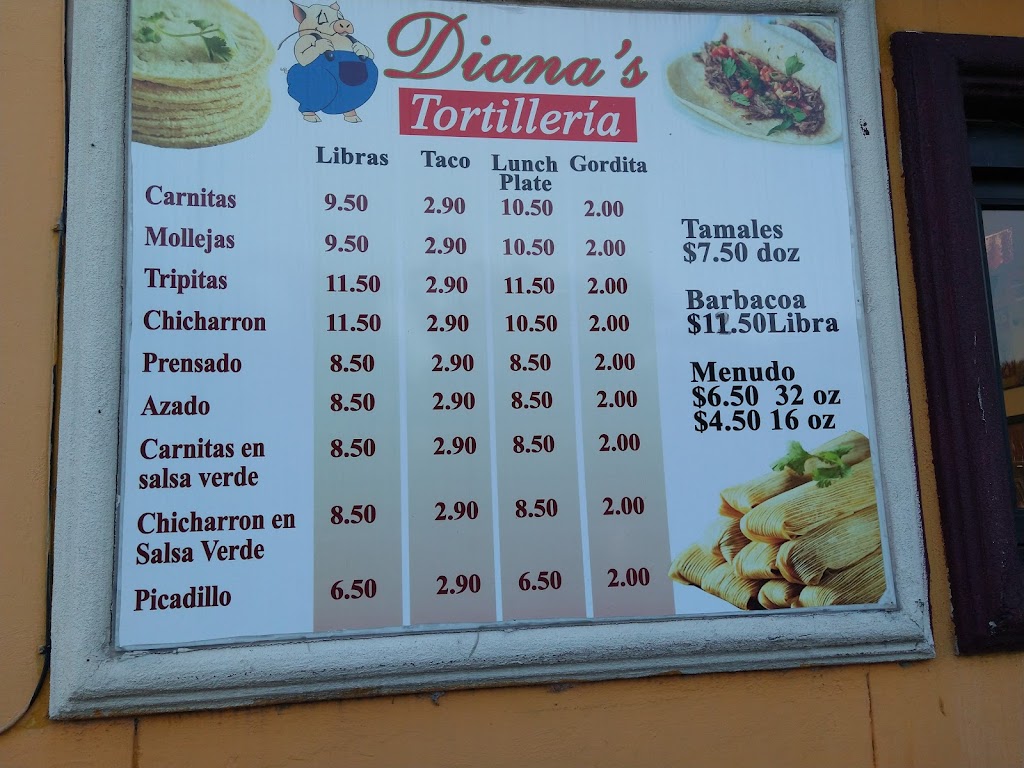 Diana's
Tortillería
Libras Taco Lunch Plate Gordita
Carnitas 9.50 2.90 10.50 2.00
Mollejas 9.50 2.90 10.50 2.00
Tripitas 11.50 2.90 11.50 2.00
Chicharron 11.50 2.90 10.50 2.00
Prensado 8.50 2.90 8.50 2.00
Azado 8.50 2.90 8.50 2.00
Carnitas en
salsa verde 8.50 2.90 8.50 2.00
Chicharron en
Salsa Verde 8.50 2.90 8.50 2.00
Picadillo 6.50 2.90 6.50 2.00
Tamales
$7.50 doz
Barbacoa
Libra
Menudo
$6.50 32 oz
$4.50 16 oz